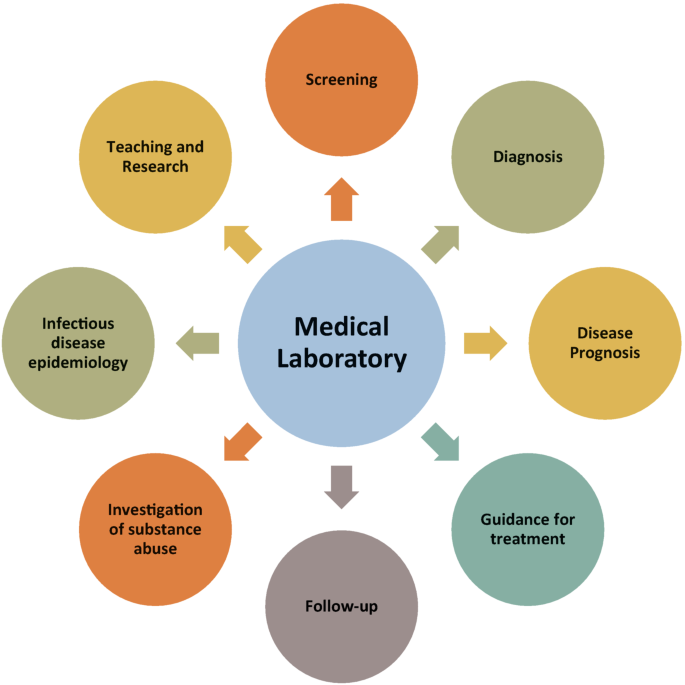 Screening
Diagnosis
Disease
Prognosis
Guidance for
treatment
Follow-up
Investigation
of substance
abuse
Infectious
disease
epidemiology
Teaching and
Research
Medical
Laboratory